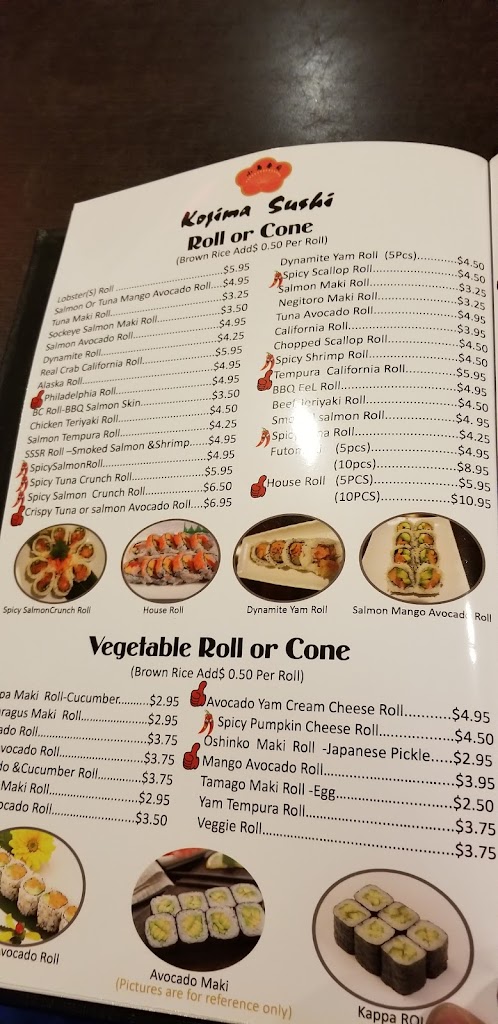 Kojima Sushi
Roll or Cone
(Brown Rice Add$ 0.50 Per Roll)
Lobster(S) Roll ....................$5.95
Salmon Or Tuna Mango Avocado Roll....$4.95
Tuna Maki Roll....................$3.25
Sockeye Salmon Maki Roll....................$3.50
Salmon Avocado Roll....................$4.95
Dynamite Roll....................$4.25
Real Crab California Roll....................$5.95
Alaska Roll....................$4.95
Philadelphia Roll....................$4.95
BC Roll-BBQ Salmon Skin....................$3.50
Chicken Teriyaki Roll....................$4.50
Salmon Tempura Roll....................$4.25
SSSR Roll –Smoked Salmon &Shrimp.....$4.95
SpicySalmonRoll....................$4.95
Spicy Tuna Crunch Roll....................$5.95
Spicy Salmon Crunch Roll....................$6.50
Crispy Tuna or salmon Avocado Roll....$6.95
Dynamite Yam Roll (5Pcs)..........$4.50
Spicy Scallop Roll....................$4.50
Salmon Maki Roll....................$3.25
Negitoro Maki Roll....................$3.25
Tuna Avocado Roll....................$4.95
California Roll....................$3.95
Chopped Scallop Roll....................$4.50
Spicy Shrimp Roll....................$4.50
Tempura California Roll..........$5.95
BBQ EeL Roll....................$4.95
Beef Teriyaki Roll....................$4.50
salmon Roll....................$4.95
Roll....................$4.25
(5pcs)....................$4.95
(10pcs)....................$8.95
House Roll (5PCS)....................$5.95
(10PCS)....................$10.95
Spicy SalmonCrunch Roll
House Roll
Dynamite Yam Roll
Salmon Mango Avocado Roll
Vegetable Roll or Cone
(Brown Rice Add$ 0.50 Per Roll)
pa Maki Roll-Cucumber..........$2.95
ragus Maki Roll....................$2.95
ado Roll....................$3.75
vocado Roll....................$3.75
do &Cucumber Roll....................$3.75
Maki Roll....................$2.95
ocado Roll....................$3.50
Avocado Yam Cream Cheese Roll..........$4.95
Spicy Pumpkin Cheese Roll....................$4.50
Oshinko Maki Roll -Japanese Pickle.....$2.95
Mango Avocado Roll....................$3.95
Tamago Maki Roll -Egg....................$2.50
Yam Tempura Roll....................$3.75
Veggie Roll....................$3.75
vocado Roll
Avocado Maki
(Pictures are for reference only)
Kappa ROL